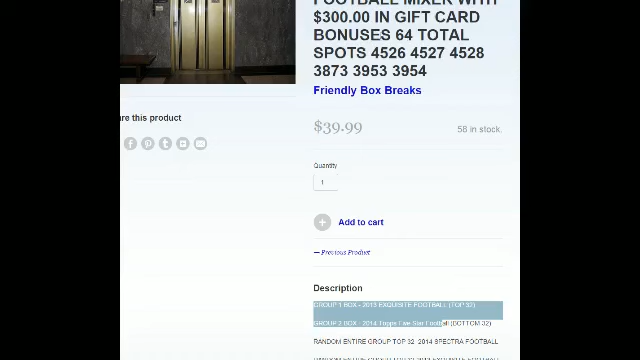 FOOTBALL MIXER WITH
$300.00 IN GIFT CARD
BONUSES 64 TOTAL
SPOTS 4526 4527 4528
3873 3953 3954
Friendly Box Breaks
are this product
$39.99
58 in stock.
Quantity
1
Add to cart
— Previous Product
Description
GROUP 1 BOX - 2013 EXQUISITE FOOTBALL (TOP 32)
GROUP 2 BOX - 2014 Topps Five Star Football (BOTTOM 32)
RANDOM ENTIRE GROUP TOP 32 2014 SPECTRA FOOTBALL